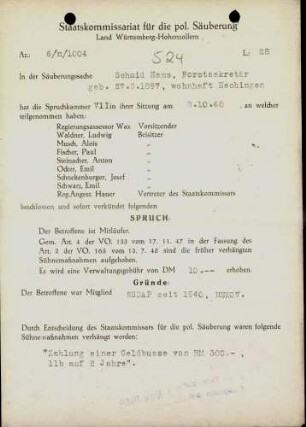 Staatskommissariat für die pol. Säuberung
Land Württemberg-Hohenzollern
Az.: 6/m/1004
524
L: 28
In der Säuberungssache Schmid Hans, Forstsekretär
geb. 27.5.1897, wohnhaft Hechingen
hat die Spruchkammer VII in ihrer Sitzung am 8.10.48, an welcher
teilgenommen haben:
Regierungsassessor Wax Vorsitzender
Waldner, Ludwig Beisitzer
Musch, Alois "
Fischer, Paul "
Steinacher, Anton "
Oder, Emil "
Schnekenburger, Josef "
Schwarz, Emil "
Reg.Angest. Hauser Vertreter des Staatskommissars
beschlossen und sofort verkündet folgenden
SPRUCH:
Der Betroffene ist Mitläufer.
Gem. Art. 4 der VO. 133 vom 17. 11. 47 in der Fassung des
Art. 2 der VO. 165 vom 13. 7. 48 sind die früher verhängten
Sühnemaßnahmen aufgehoben.
Es wird eine Verwaltungsgebühr von DM 10.-- erhoben.
GRUND:
Der Betroffene war Mitglied NSDAP seit 1940,
Durch Entscheidung des Staatskommissars für die pol. Säuberung waren folgende
Sühnemaßnahmen verhängt worden:
"Zahlung einer Geldbusse von RM 300.-,
11b auf 2 Jahre".